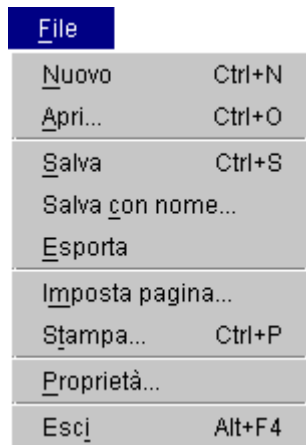 File
Nuovo Ctrl+N
Apri... Ctrl+O
Salva Ctrl+S
Salva con nome...
Esporta
Imposta pagina...
Stampa... Ctrl+P
Proprietà...
Esci Alt+F4